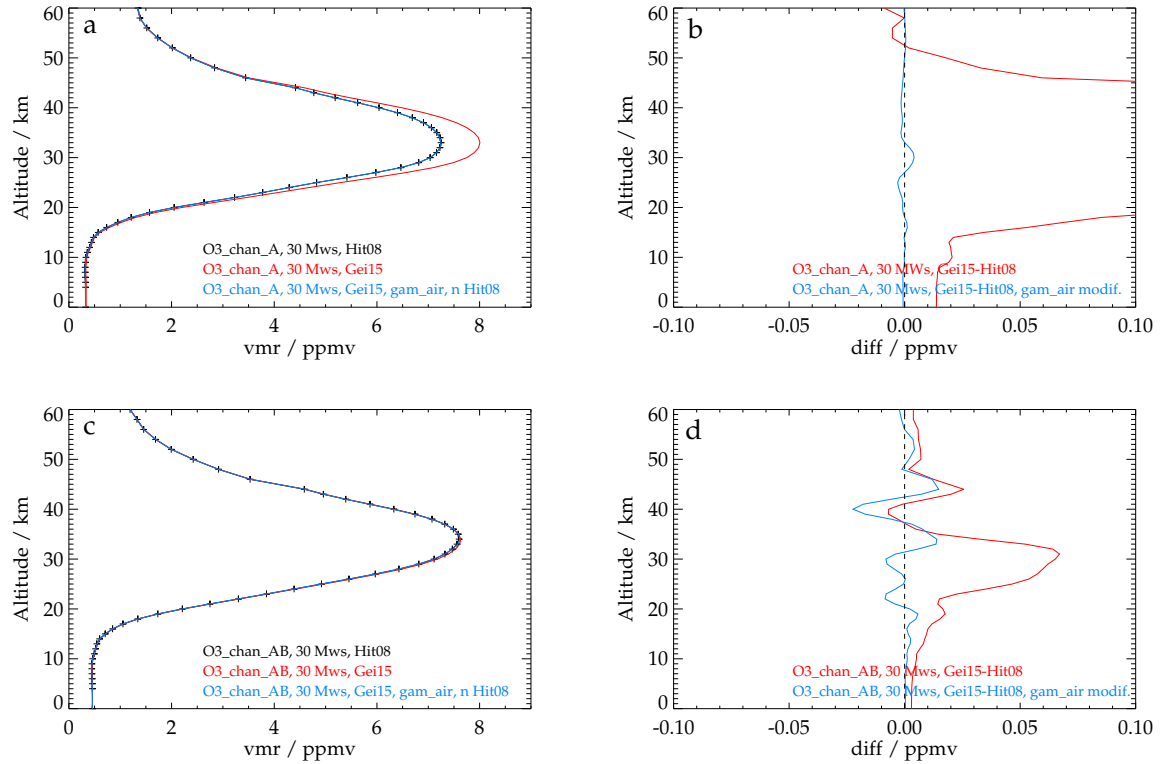 a
60
50
40
30
20
10
0
Altitude / km
O3_chan_A, 30 Mws, Hit08
O3_chan_A, 30 Mws, Gei15
O3_chan_A, 30 Mws, Gei15, gam_air, n Hit08
0 2 4 6 8
vmr / ppmv
b
60
50
40
30
20
10
0
Altitude / km
O3_chan_A, 30 MWs, Gei15-Hit08
O3_chan_A, 30 Mws, Gei15-Hit08, gam_air modif.
-0.10 -0.05 0.00 0.05 0.10
diff / ppmv
c
60
50
40
30
20
10
0
Altitude / km
O3_chan_AB, 30 Mws, Hit08
O3_chan_AB, 30 Mws, Gei15
O3_chan_AB, 30 Mws, Gei15, gam_air, n Hit08
0 2 4 6 8
vmr / ppmv
d
60
50
40
30
20
10
0
Altitude / km
O3_chan_AB, 30 Mws, Gei15-Hit08
O3_chan_AB, 30 Mws, Gei15-Hit08, gam_air modif.
-0.10 -0.05 0.00 0.05 0.10
diff / ppmv